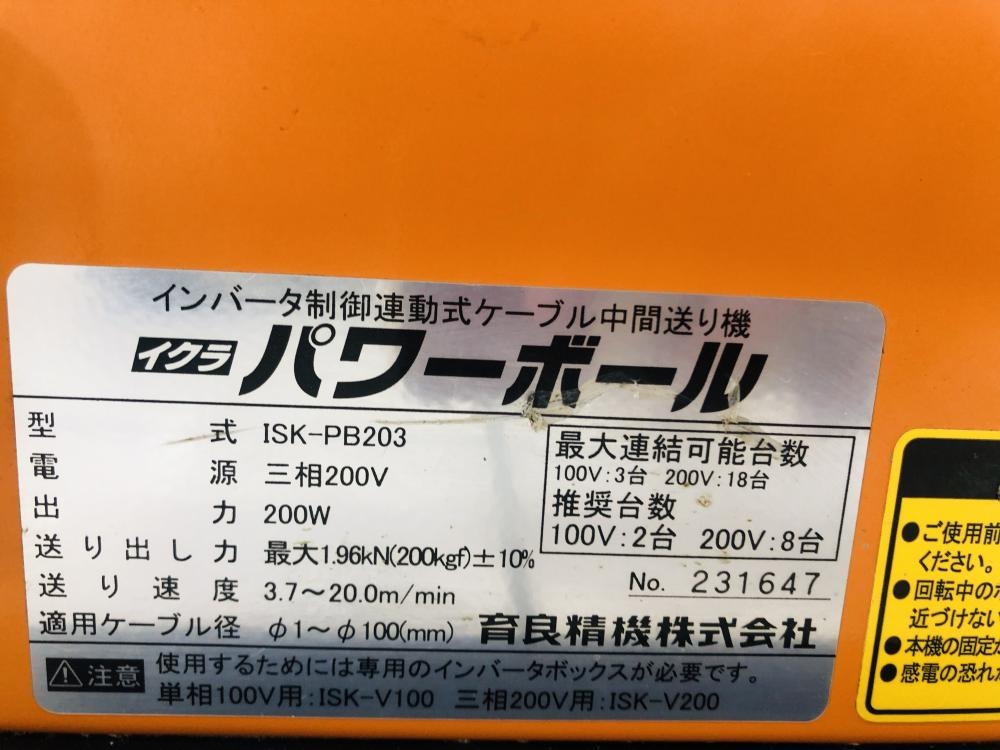 インバータ制御連動式ケーブル中間送り機
イクラ パワーボール
型式 ISK-PB203
電源 三相200V
出力 200W
送り出し力 最大1.96kN(200kgf)±10%
送り速度 3.7～20.0m/min
適用ケーブル径 φ1～φ100(mm)
最大連結可能台数
100V:3台 200V:18台
推奨台数
100V:2台 200V:8台
No. 231647
育良精機株式会社
注意 使用するためには専用のインバータボックスが必要です。
単相100V用:ISK-V100 三相200V用:ISK-V200
●ご使用前
ください。
●回転中の
近づけない
●本機の固定
●感電の恐れ